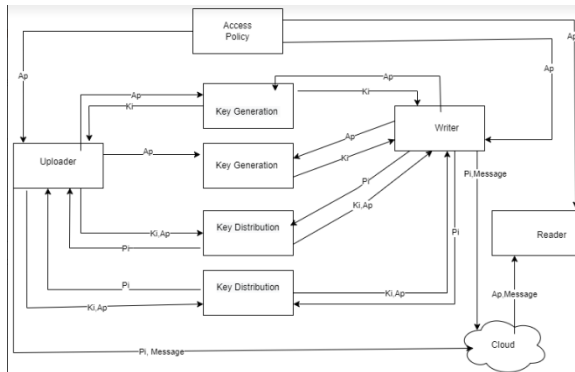 Access
Policy
Ap
Ap
Ap
Ap
Ap
Ki
Key Generation
Ki
Writer
Ap
Uploader
Ap
Key Generation
Kr
Pr
Pi,Message
Ki,Ap
Pi
Ki,Ap
Key Distribution
Pi
Reader
Pi
Key Distribution
Ki,Ap
Ki,Ap
Ap,Message
Cloud
Pi, Message